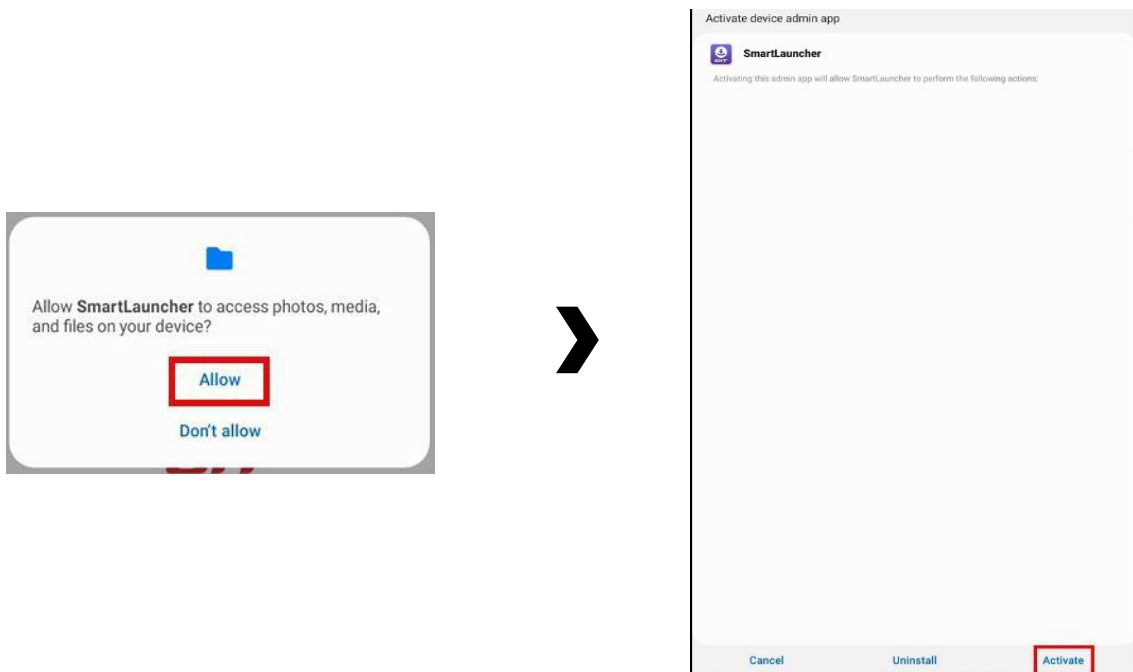 Allow SmartLauncher to access photos, media,
and files on your device?
Allow
Don't allow
Activate device admin app
SmartLauncher
Activating this admin app will allow SmartLauncher to perform the following actions:
Cancel
Uninstall
Activate